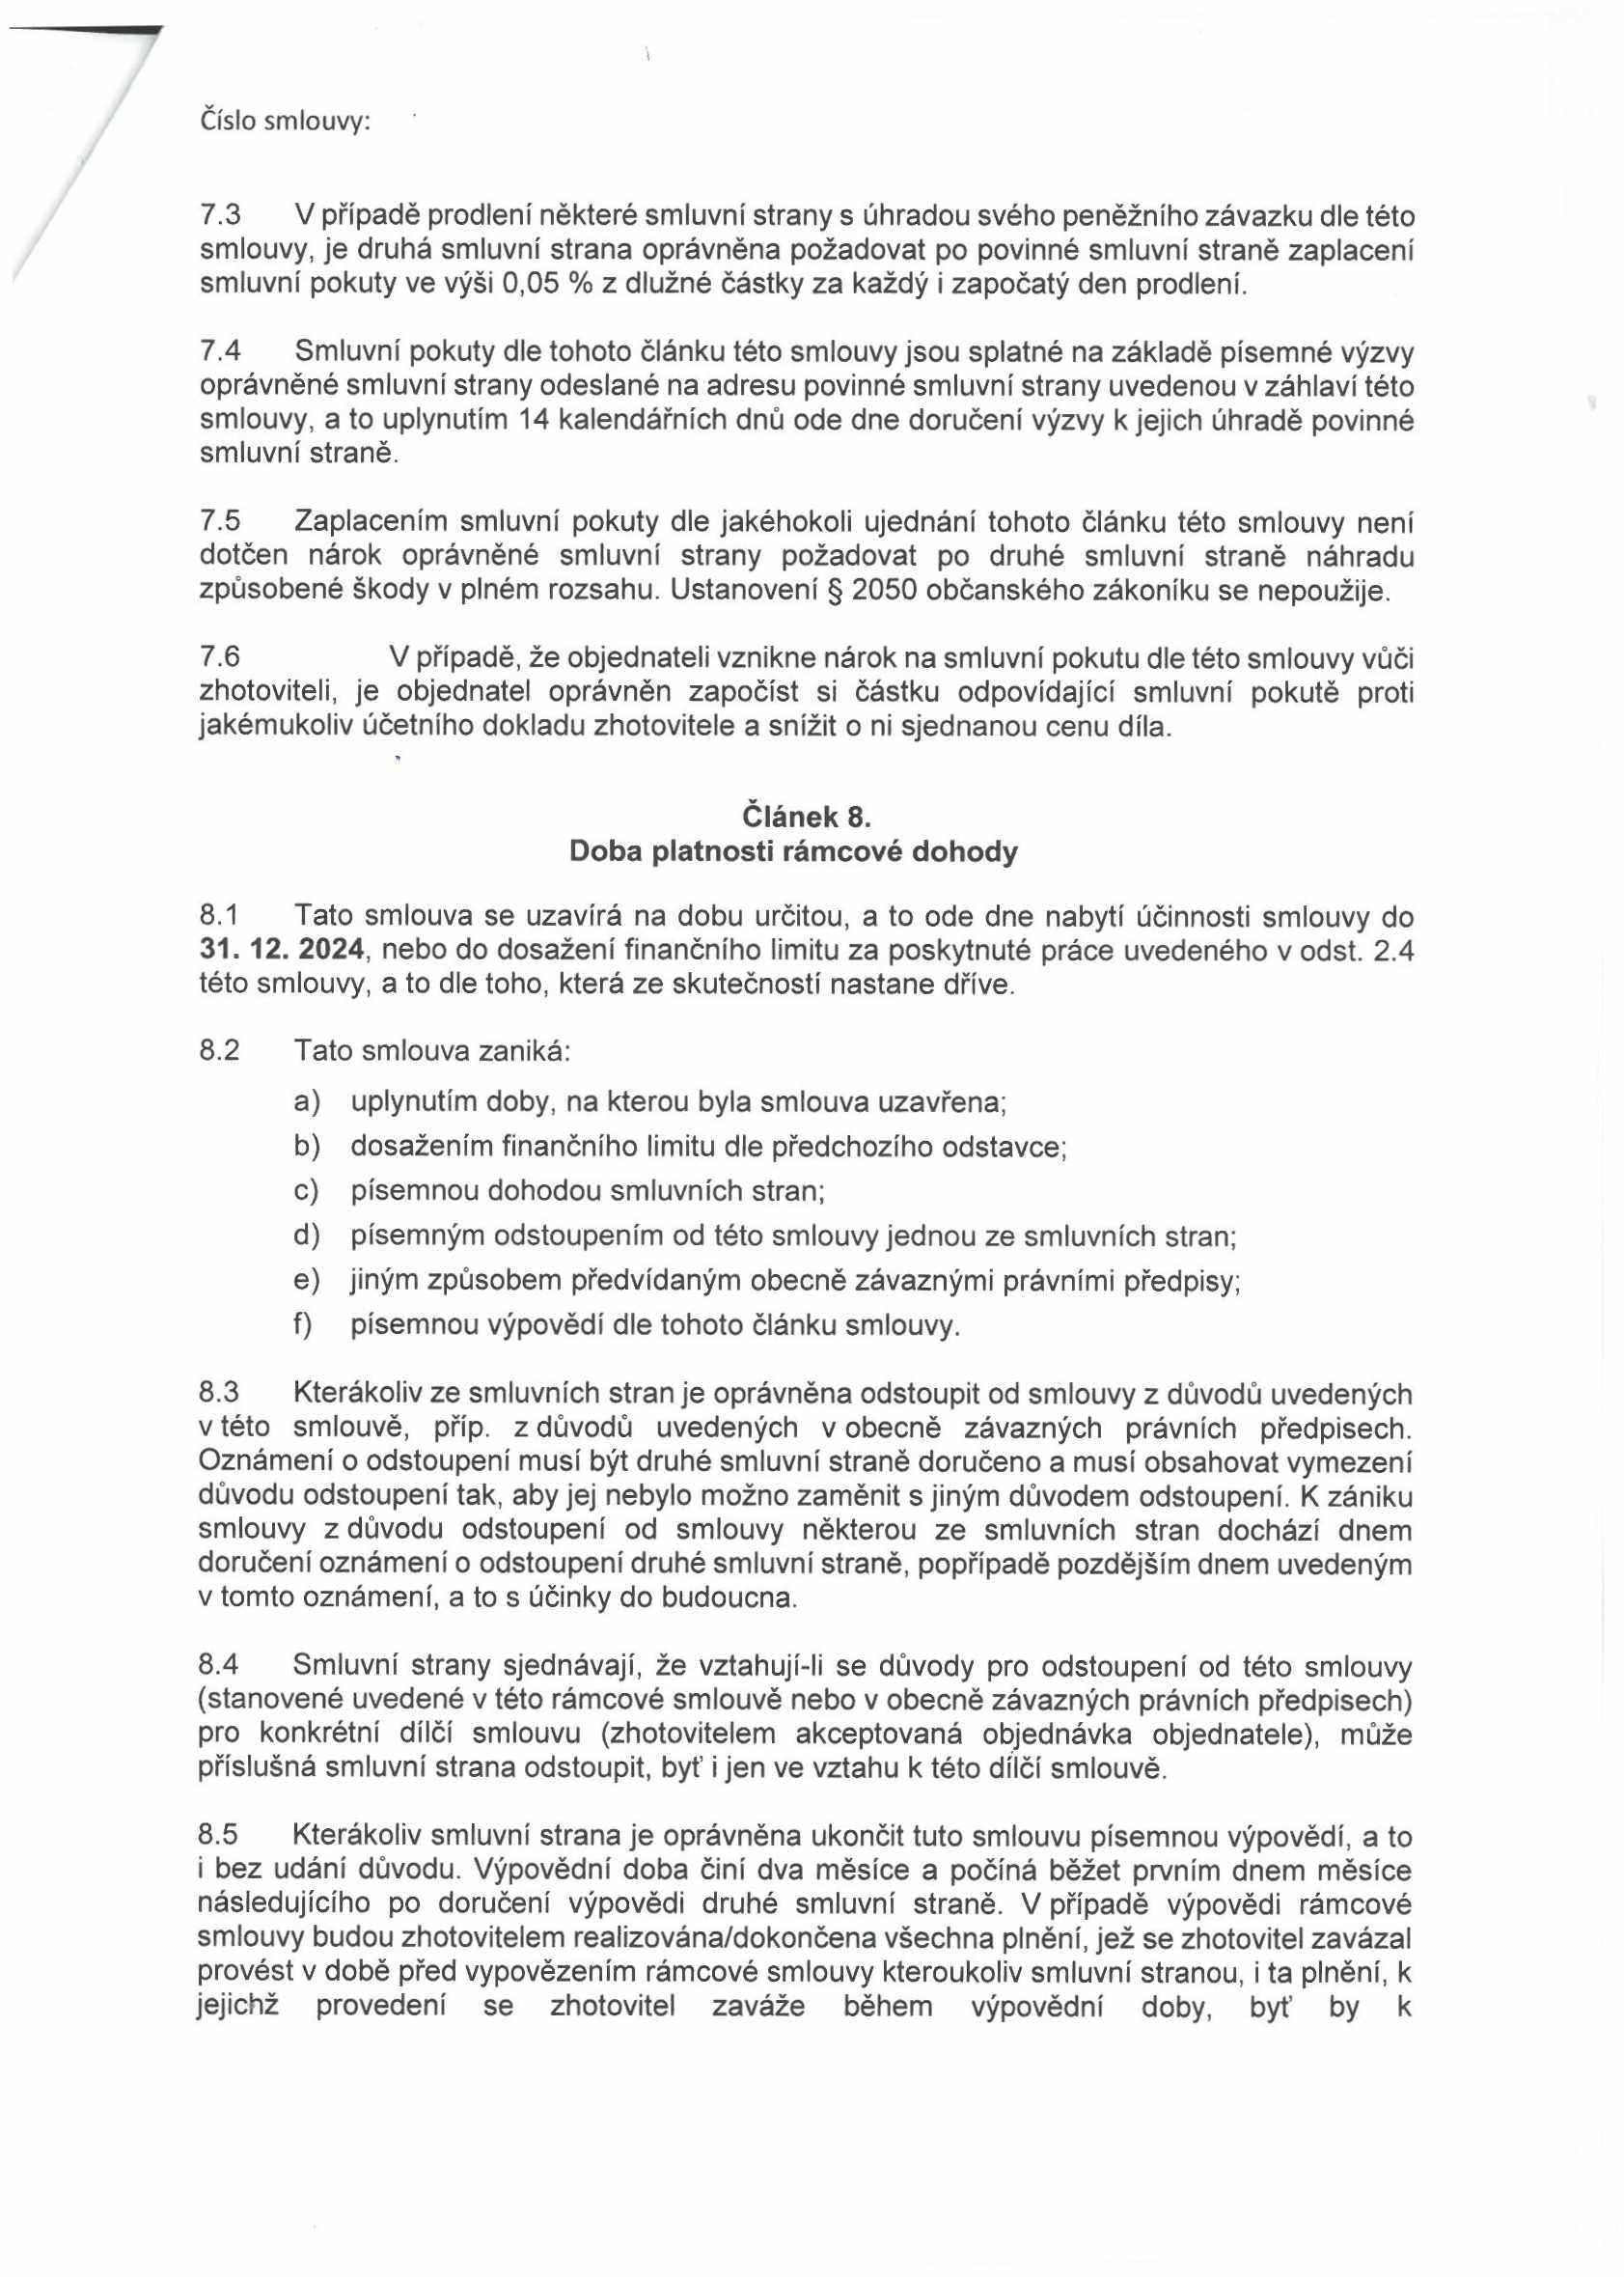 Číslo smlouvy:
7.3 V případě prodlení některé smluvní strany s úhradou svého peněžního závazku dle této
smlouvy, je druhá smluvní strana oprávněna požadovat po povinné smluvní straně zaplacení
smluvní pokuty ve výši 0,05 % z dlužné částky za každý i započatý den prodlení.
7.4 Smluvní pokuty dle tohoto článku této smlouvy jsou splatné na základě písemné výzvy
oprávněné smluvní strany odeslané na adresu povinné smluvní strany uvedenou v záhlaví této
smlouvy, a to uplynutím 14 kalendářních dnů ode dne doručení výzvy k jejich úhradě povinné
smluvní straně.
7.5 Zaplacením smluvní pokuty dle jakéhokoli ujednání tohoto článku této smlouvy není
dotčen nárok oprávněné smluvní strany požadovat po druhé smluvní straně náhradu
způsobené škody v plném rozsahu. Ustanovení § 2050 občanského zákoníku se nepoužije.
7.6 V případě, že objednateli vznikne nárok na smluvní pokutu dle této smlouvy vůči
zhotoviteli, je objednatel oprávněn započíst si částku odpovídající smluvní pokutě proti
jakémukoliv účetního dokladu zhotovitele a snížit o ni sjednanou cenu díla.
Článek 8.
Doba platnosti rámcové dohody
8.1 Tato smlouva se uzavírá na dobu určitou, a to ode dne nabytí účinnosti smlouvy do
31. 12. 2024, nebo do dosažení finančního limitu za poskytnuté práce uvedeného v odst. 2.4
této smlouvy, a to dle toho, která ze skutečností nastane dříve.
8.2 Tato smlouva zaniká:
a) uplynutím doby, na kterou byla smlouva uzavřena;
b) dosažením finančního limitu dle předchozího odstavce;
c) písemnou dohodou smluvních stran;
d) písemným odstoupením od této smlouvy jednou ze smluvních stran;
e) jiným způsobem předvídaným obecně závaznými právními předpisy;
f) písemnou výpovědí dle tohoto článku smlouvy.
8.3 Kterákoliv ze smluvních stran je oprávněna odstoupit od smlouvy z důvodů uvedených
v této smlouvě, příp. z důvodů uvedených v obecně závazných právních předpisech.
Oznámení o odstoupení musí být druhé smluvní straně doručeno a musí obsahovat vymezení
důvodu odstoupení tak, aby jej nebylo možno zaměnit s jiným důvodem odstoupení. K zániku
smlouvy z důvodu odstoupení od smlouvy některou ze smluvních stran dochází dnem
doručení oznámení o odstoupení druhé smluvní straně, popřípadě pozdějším dnem uvedeným
v tomto oznámení, a to s účinky do budoucna.
8.4 Smluvní strany sjednávají, že vztahují-li se důvody pro odstoupení od této smlouvy
(stanovené uvedené v této rámcové smlouvě nebo v obecně závazných právních předpisech)
pro konkrétní dílčí smlouvu (zhotovitelem akceptovaná objednávka objednatele), může
příslušná smluvní strana odstoupit, byť i jen ve vztahu k této dílčí smlouvě.
8.5 Kterákoliv smluvní strana je oprávněna ukončit tuto smlouvu písemnou výpovědí, a to
i bez udání důvodu. Výpovědní doba činí dva měsíce a počíná běžet prvním dnem měsíce
následujícího po doručení výpovědi druhé smluvní straně. V případě výpovědi rámcové
smlouvy budou zhotovitelem realizována/dokončena všechna plnění, jež se zhotovitel zavázal
provést v době před vypovězením rámcové smlouvy kteroukoliv smluvní stranou, i ta plnění, k
jejichž provedení se zhotovitel zaváže během výpovědní doby, byť by k